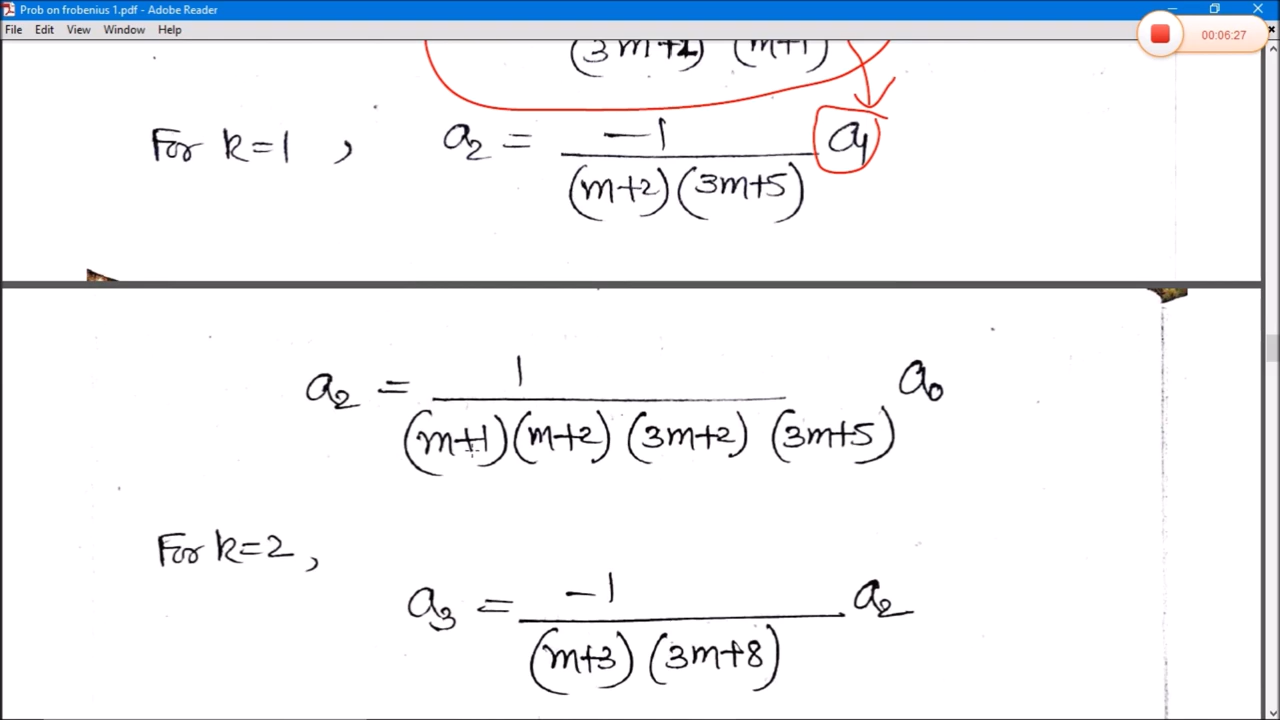 Prob on frobenius 1.pdf - Adobe Reader
File Edit View Window Help
00:06:27
(3m+2) (m+1)
For k=1 , a₂ = -1 / (m+2)(3m+5) a₁
a₂ = 1 / (m+1)(m+2)(3m+2)(3m+5) a₀
For k=2 ,
a₃ = -1 / (m+3)(3m+8) a₂